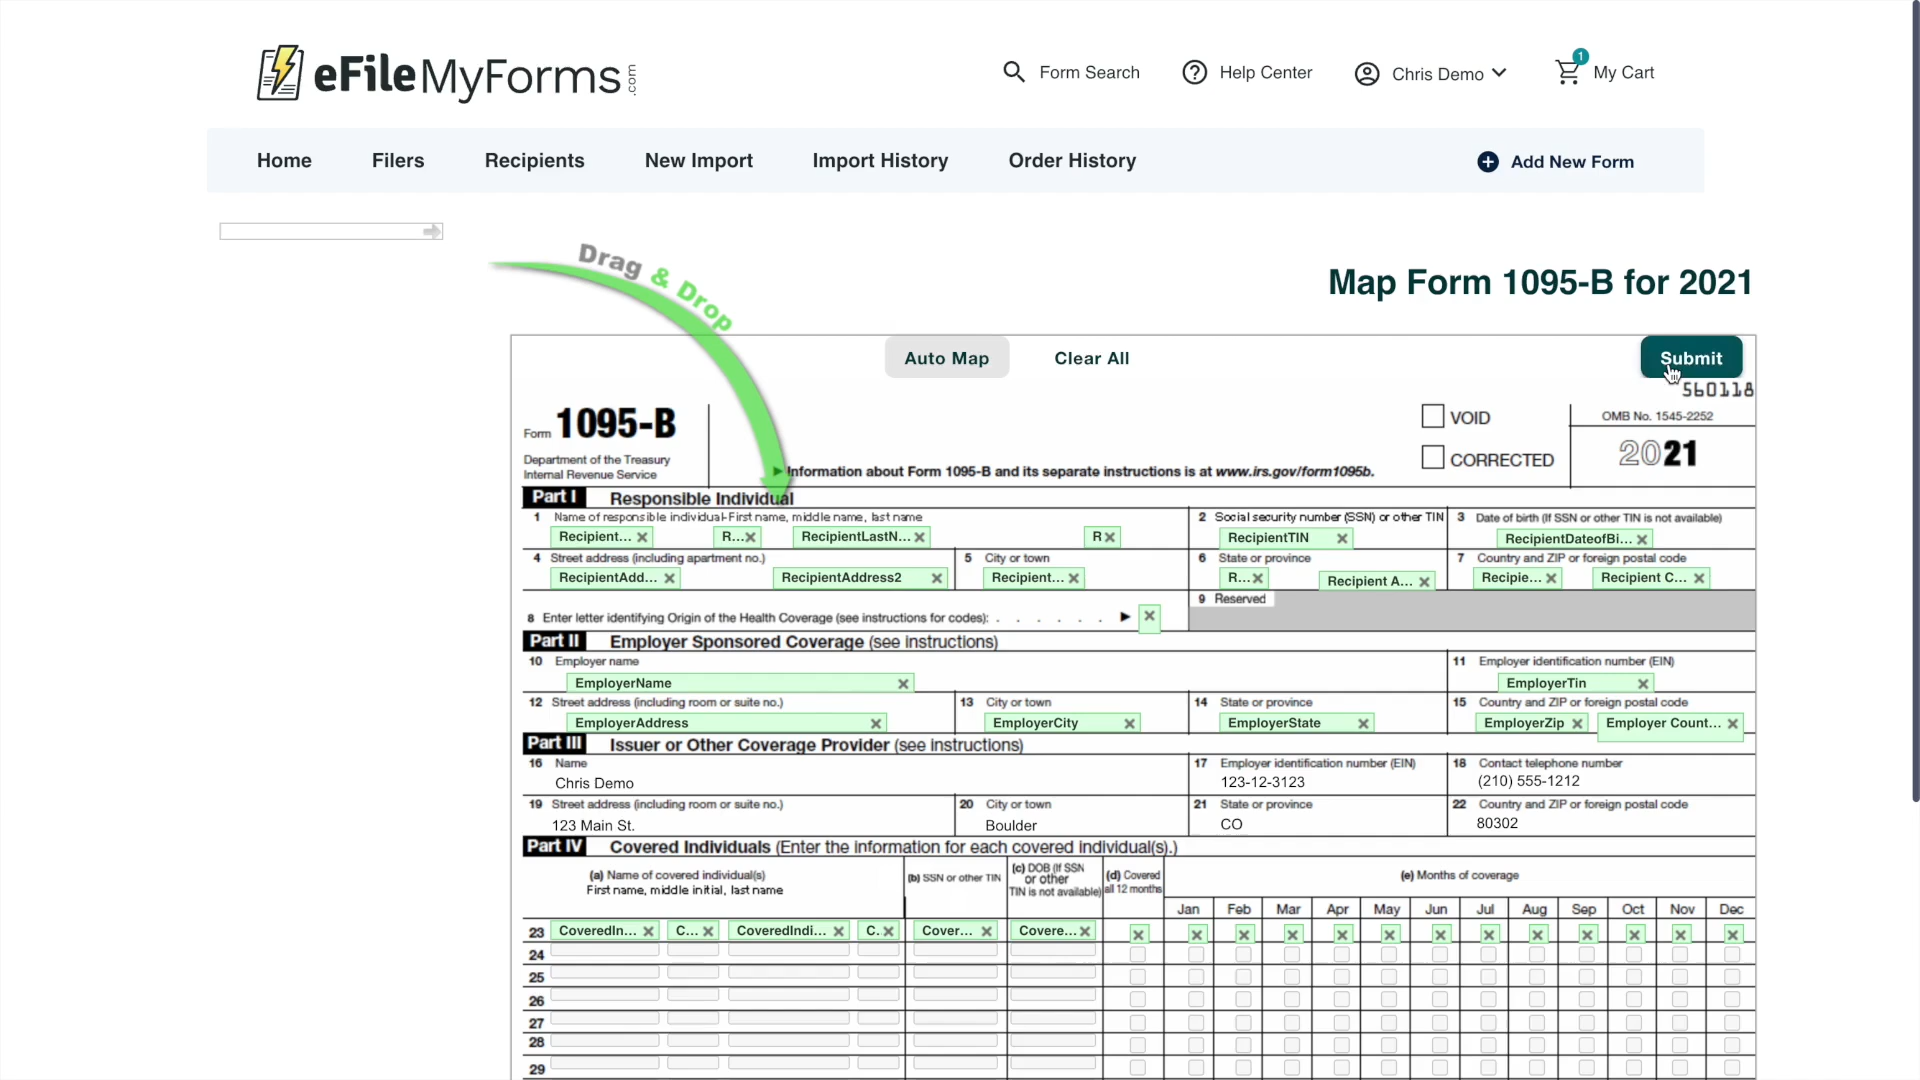 eFileMyForms.com
Form Search
Help Center
Chris Demo
1
My Cart
Home
Filers
Recipients
New Import
Import History
Order History
Add New Form
Drag & Drop
Map Form 1095-B for 2021
Auto Map
Clear All
Submit
560118
Form 1095-B
VOID
OMB No. 1545-2252
Department of the Treasury
Internal Revenue Service
CORRECTED
2021
Information about Form 1095-B and its separate instructions is at www.irs.gov/form1095b.
Part I Responsible Individual
1 Name of responsible individual-First name, middle name, last name
2 Social security number (SSN) or other TIN
3 Date of birth (If SSN or other TIN is not available)
Recipient... R... RecipientLastN... R
RecipientTIN
RecipientDateofBi...
4 Street address (including apartment no.)
5 City or town
6 State or province
7 Country and ZIP or foreign postal code
RecipientAdd... RecipientAddress2
Recipient...
R... Recipient A...
Recipie... Recipient C...
8 Enter letter identifying Origin of the Health Coverage (see instructions for codes): . . . . . .
9 Reserved
Part II Employer Sponsored Coverage (see instructions)
10 Employer name
11 Employer identification number (EIN)
EmployerName
EmployerTin
12 Street address (including room or suite no.)
13 City or town
14 State or province
15 Country and ZIP or foreign postal code
EmployerAddress
EmployerCity
EmployerState
EmployerZip Employer Count...
Part III Issuer or Other Coverage Provider (see instructions)
16 Name
17 Employer identification number (EIN)
18 Contact telephone number
Chris Demo
123-12-3123
(210) 555-1212
19 Street address (including room or suite no.)
20 City or town
21 State or province
22 Country and ZIP or foreign postal code
123 Main St.
Boulder
CO
80302
Part IV Covered Individuals (Enter the information for each covered individual(s).)
(a) Name of covered individual(s)
First name, middle initial, last name
(b) SSN or other TIN
(c) DOB (If SSN
or other
TIN is not available)
(d) Covered
all 12 months
(e) Months of coverage
Jan Feb Mar Apr May Jun Jul Aug Sep Oct Nov Dec
23 CoveredIn... C... CoveredIndi... C. Cover... Covere...
24
25
26
27
28
29